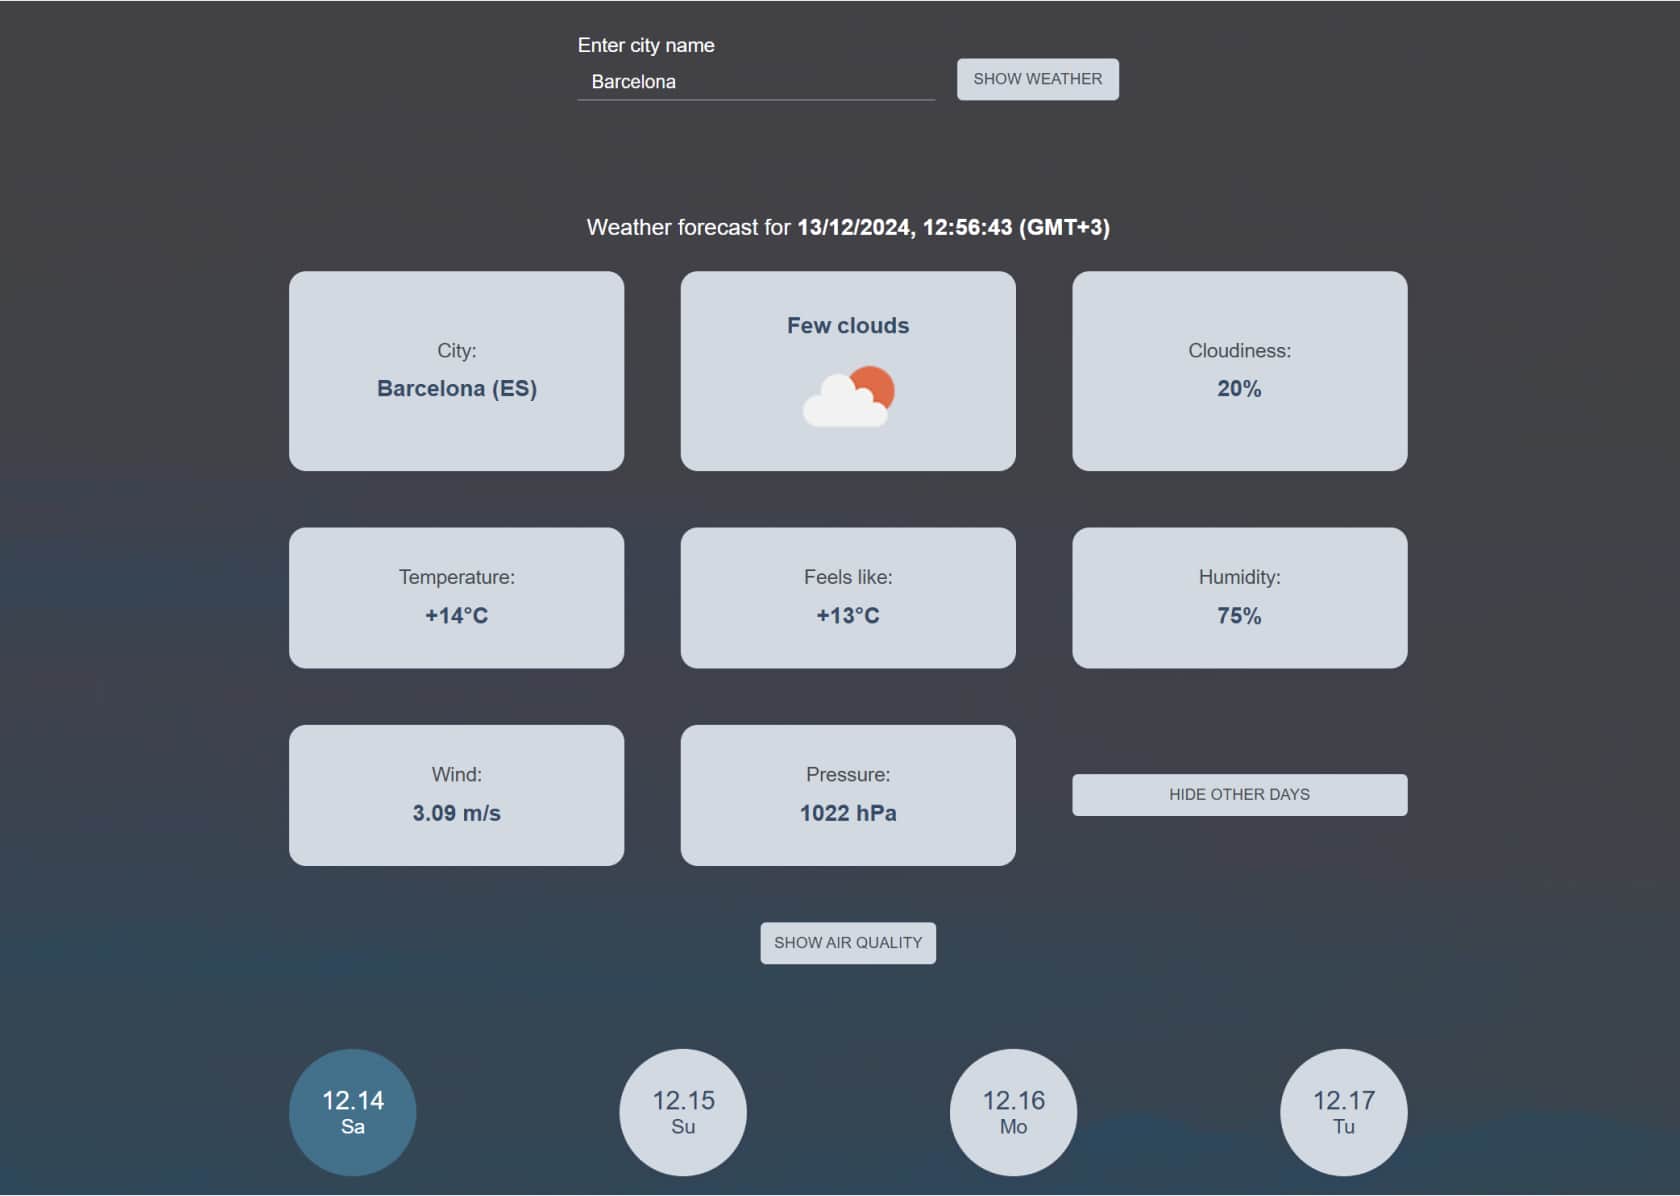 Enter city name
Barcelona
SHOW WEATHER
Weather forecast for 13/12/2024, 12:56:43 (GMT+3)
City:
Barcelona (ES)
Few clouds
Cloudiness:
20%
Temperature:
+14°C
Feels like:
+13°C
Humidity:
75%
Wind:
3.09 m/s
Pressure:
1022 hPa
HIDE OTHER DAYS
SHOW AIR QUALITY
12.14
Sa
12.15
Su
12.16
Mo
12.17
Tu